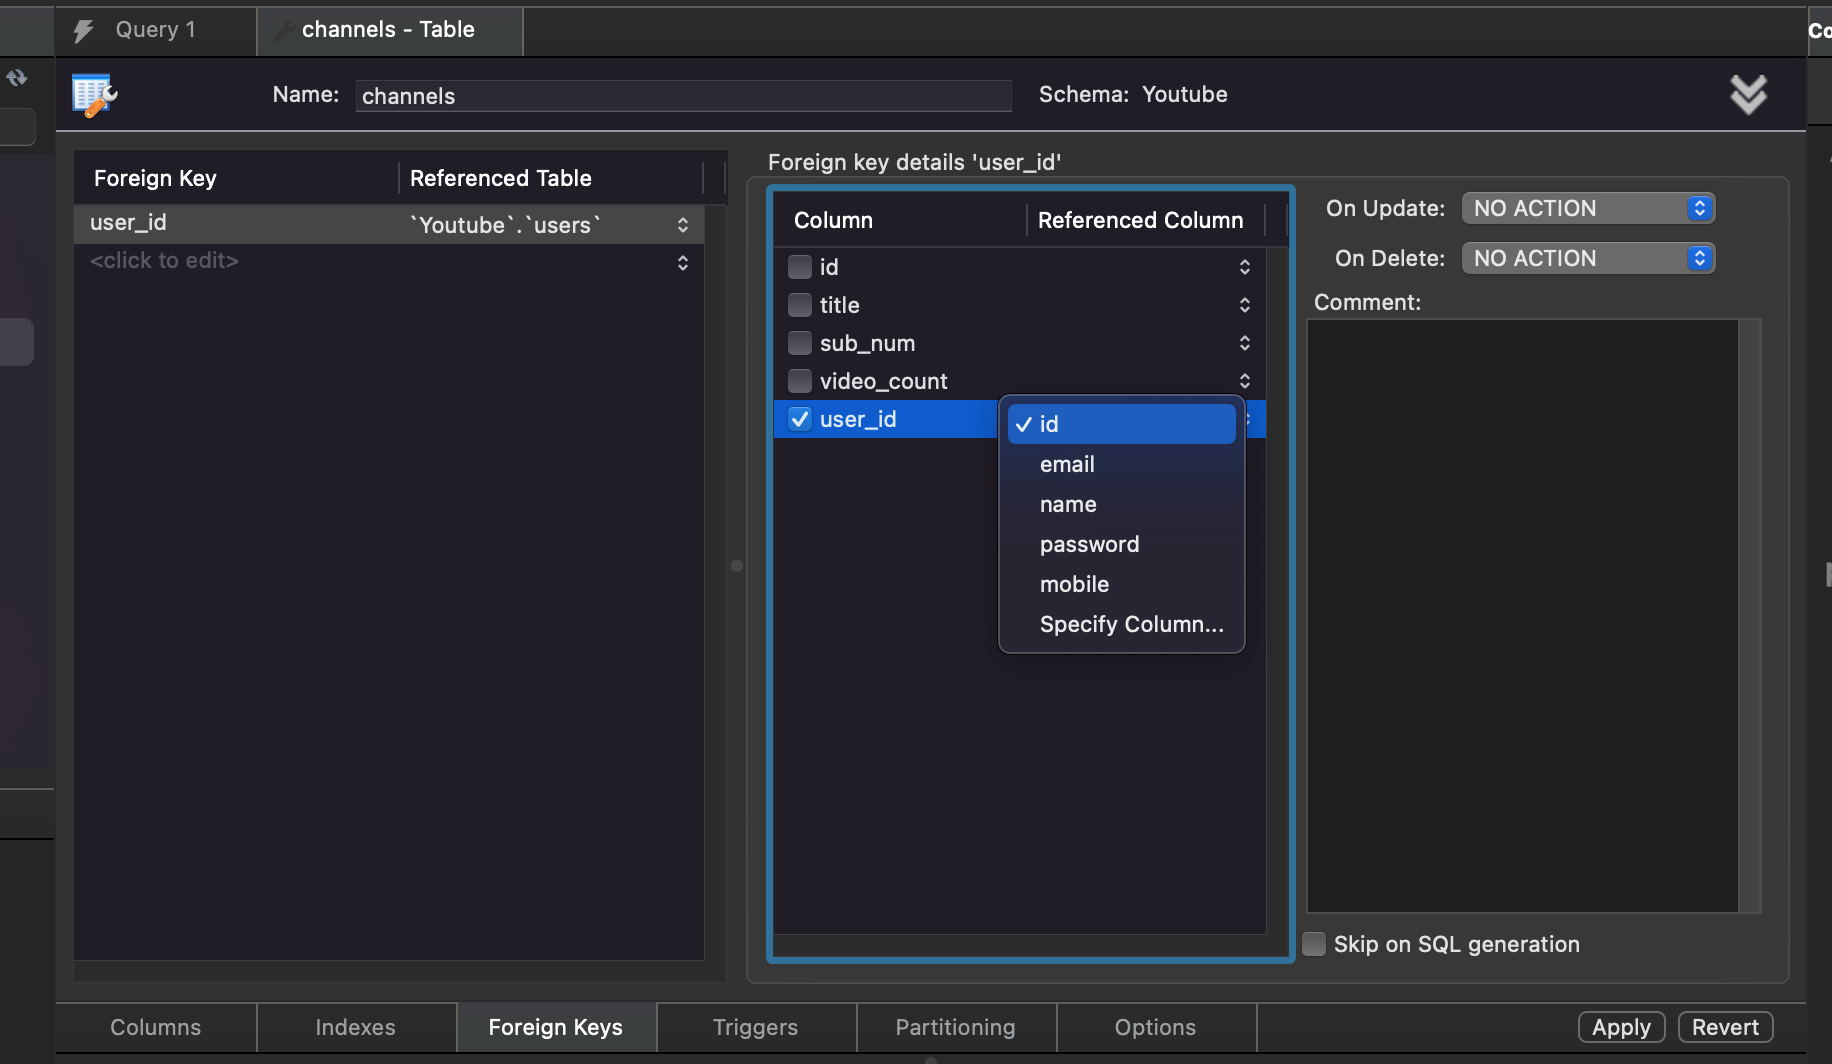 Query 1
channels - Table
Co
Name: channels
Schema: Youtube
Foreign Key
Referenced Table
user_id
`Youtube`.`users`
<click to edit>
Foreign key details 'user_id'
Column
Referenced Column
id
title
sub_num
video_count
user_id
id
email
name
password
mobile
Specify Column...
On Update: NO ACTION
On Delete: NO ACTION
Comment:
Skip on SQL generation
Columns
Indexes
Foreign Keys
Triggers
Partitioning
Options
Apply
Revert